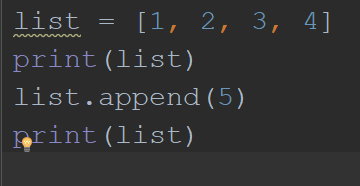 list = [1, 2, 3, 4]
print(list)
list.append(5)
print(list)